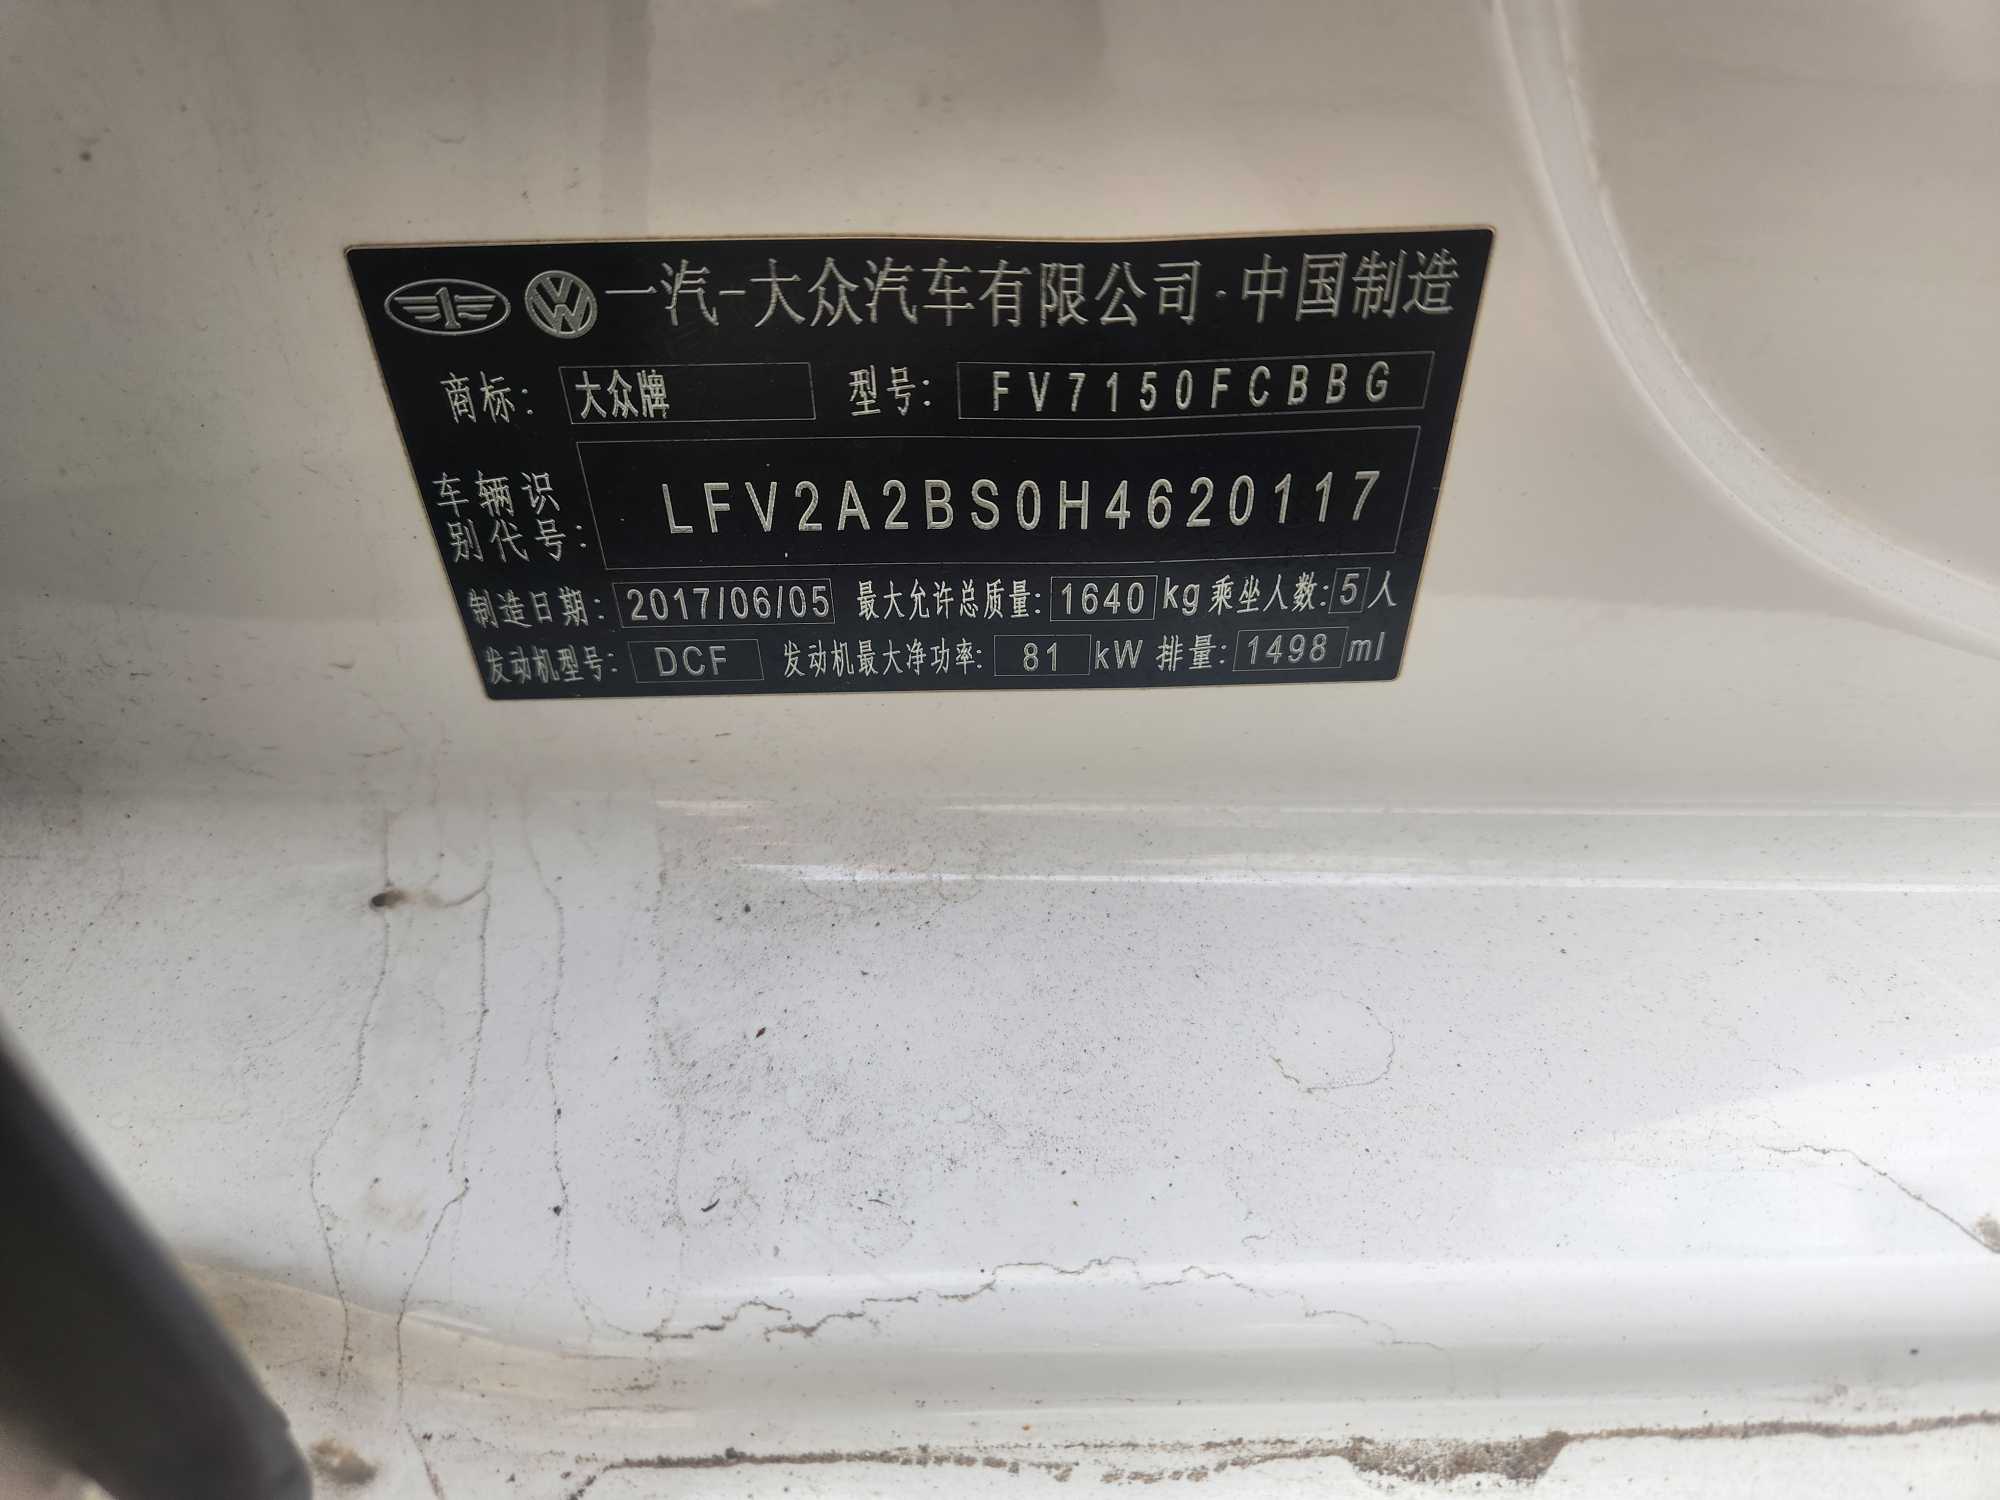 一汽-大众汽车有限公司·中国制造
商标: 大众牌 型号: FV7150FCBBG
车辆识别代号: LFV2A2BS0H4620117
制造日期: 2017/06/05 最大允许总质量: 1640 kg 乘坐人数: 5 人
发动机型号: DCF 发动机最大净功率: 81 kW 排量: 1498 ml